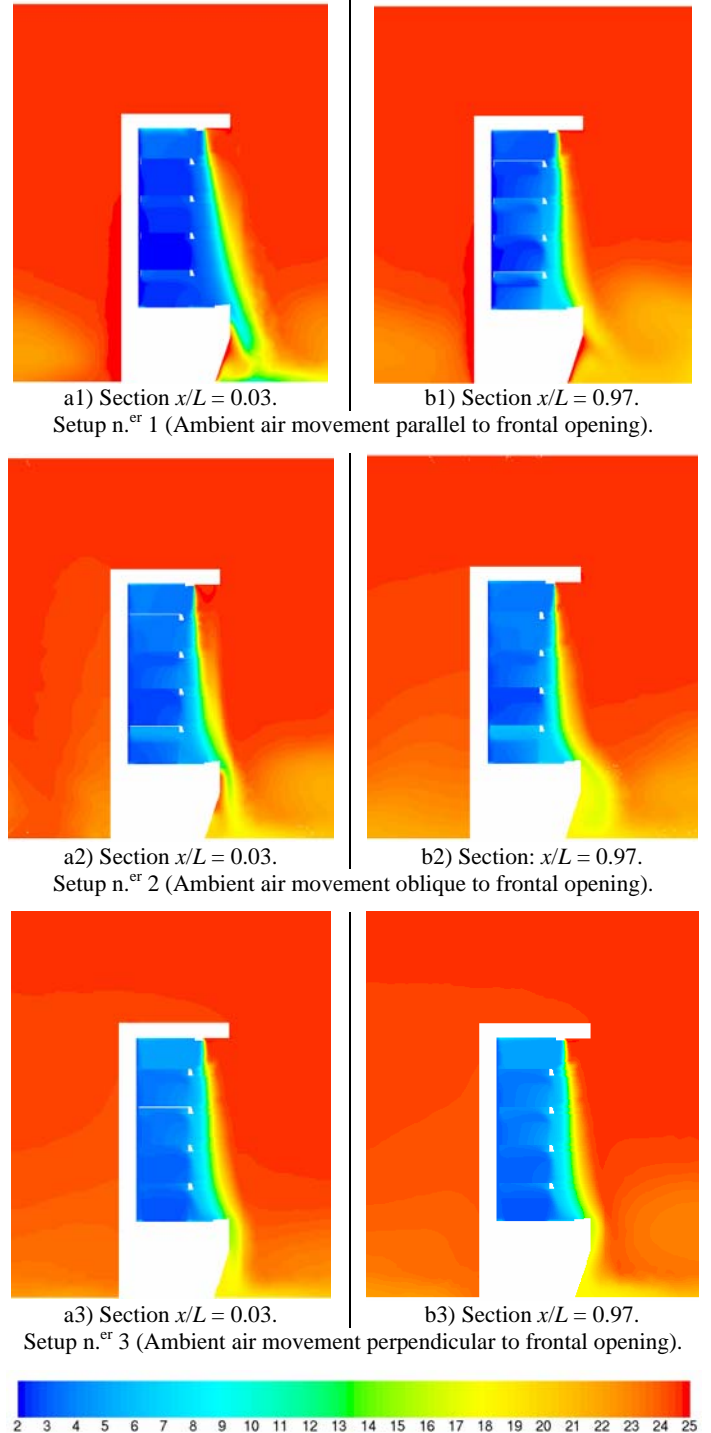 a1) Section x/L = 0.03.
b1) Section x/L = 0.97.
Setup n.er 1 (Ambient air movement parallel to frontal opening).
a2) Section x/L = 0.03.
b2) Section: x/L = 0.97.
Setup n.er 2 (Ambient air movement oblique to frontal opening).
a3) Section x/L = 0.03.
b3) Section x/L = 0.97.
Setup n.er 3 (Ambient air movement perpendicular to frontal opening).
2 3 4 5 6 7 8 9 10 11 12 13 14 15 16 17 18 19 20 21 22 23 24 25